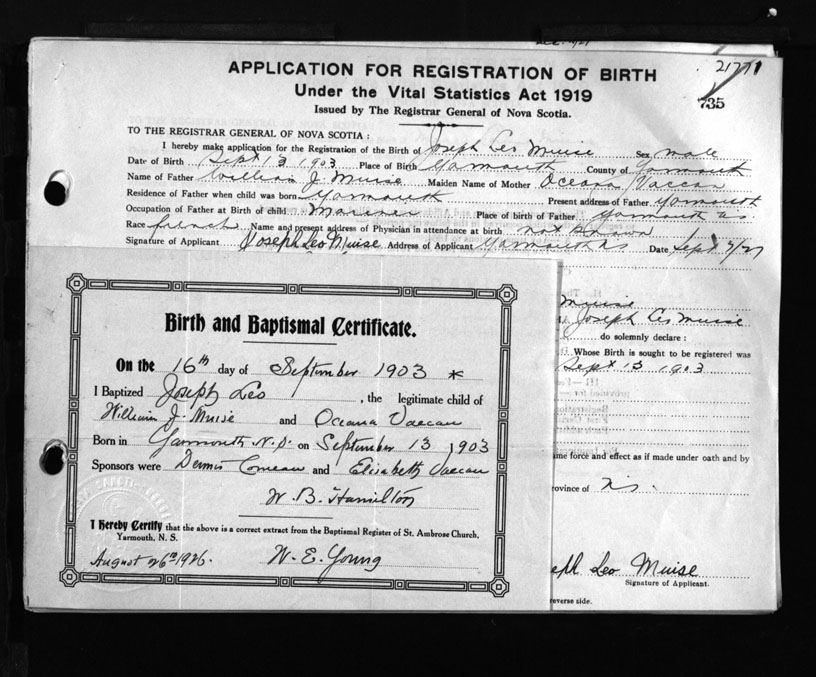 21771
735
APPLICATION FOR REGISTRATION OF BIRTH
Under the Vital Statistics Act 1919
Issued by The Registrar General of Nova Scotia.
TO THE REGISTRAR GENERAL OF NOVA SCOTIA :
I hereby make application for the Registration of the Birth of Joseph Leo Muise Sex male
Date of Birth Sept 13 1903 Place of Birth Yarmouth County of Yarmouth
Name of Father William J. Muise Maiden Name of Mother Oceana Vaccau
Residence of Father when child was born Yarmouth Present address of Father Yarmouth
Occupation of Father at Birth of child Mariner Place of Birth of Father Yarmouth ns.
Race french Name and present address of Physician in attendance at birth not known
Signature of Applicant Joseph Leo Muise Address of Applicant Yarmouth ns Date Sept 2/27
Muise
Joseph Leo Muise
do solemnly declare :
Whose Birth is sought to be registered was
Sept 13 1903
me force and effect as if made under oath and by
ovince of ns.
eph Leo Muise
Signature of Applicant.
reverse side.
Birth and Baptismal Certificate.
On the 16th day of September 1903 *
I Baptized Joseph Leo, the legitimate child of
William J. Muise and Oceana Vaccau
Born in Yarmouth N.S. on September 13 1903
Sponsors were Dennis Comeau and Elizabeth Vaccau
W. B. Hamilton
I Hereby Certify that the above is a correct extract from the Baptismal Register of St. Ambrose Church,
Yarmouth, N. S.
August 26th 1926. W. E. Young